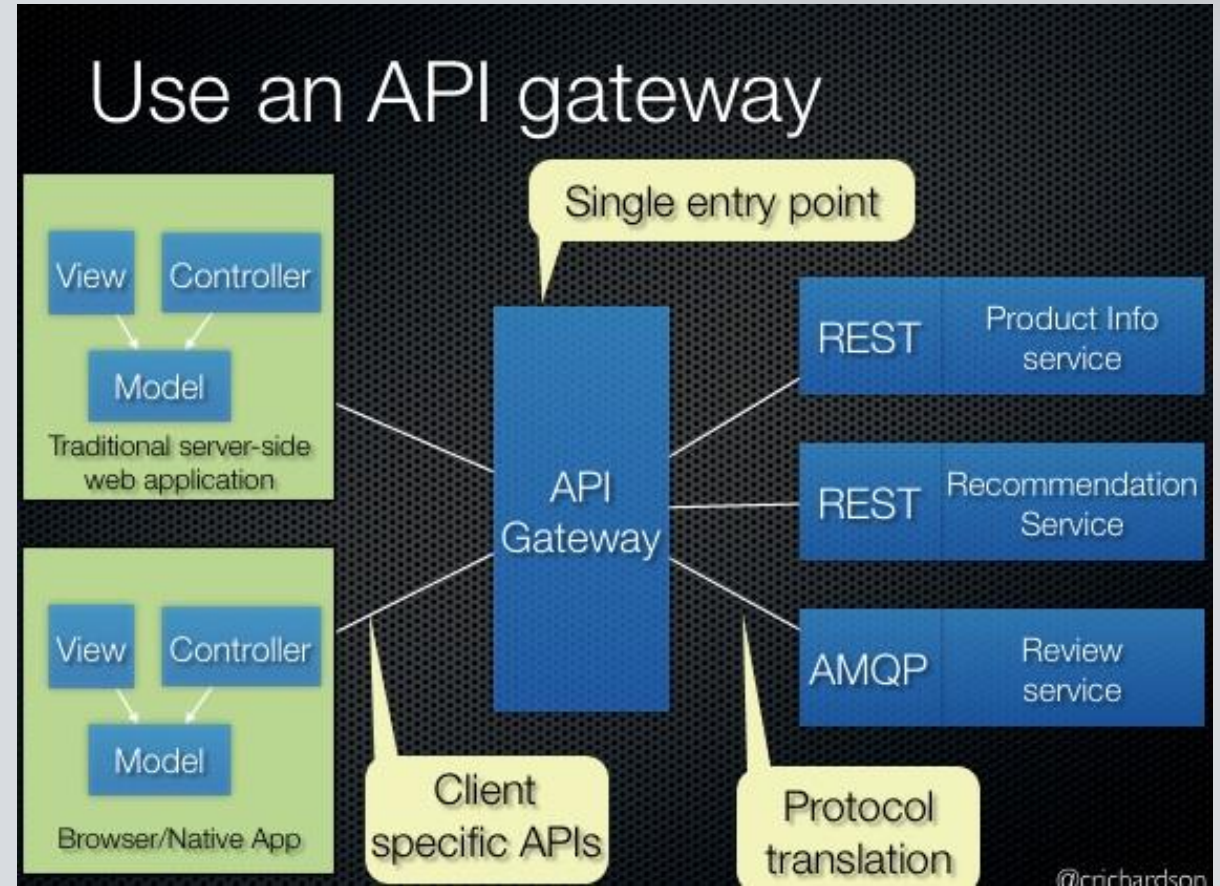 Use an API gateway
Single entry point
View
Controller
Model
Traditional server-side
web application
View
Controller
Model
Browser/Native App
API
Gateway
Client
specific APIs
Protocol
translation
REST
Product Info
service
REST
Recommendation
Service
AMQP
Review
service
@crichardson